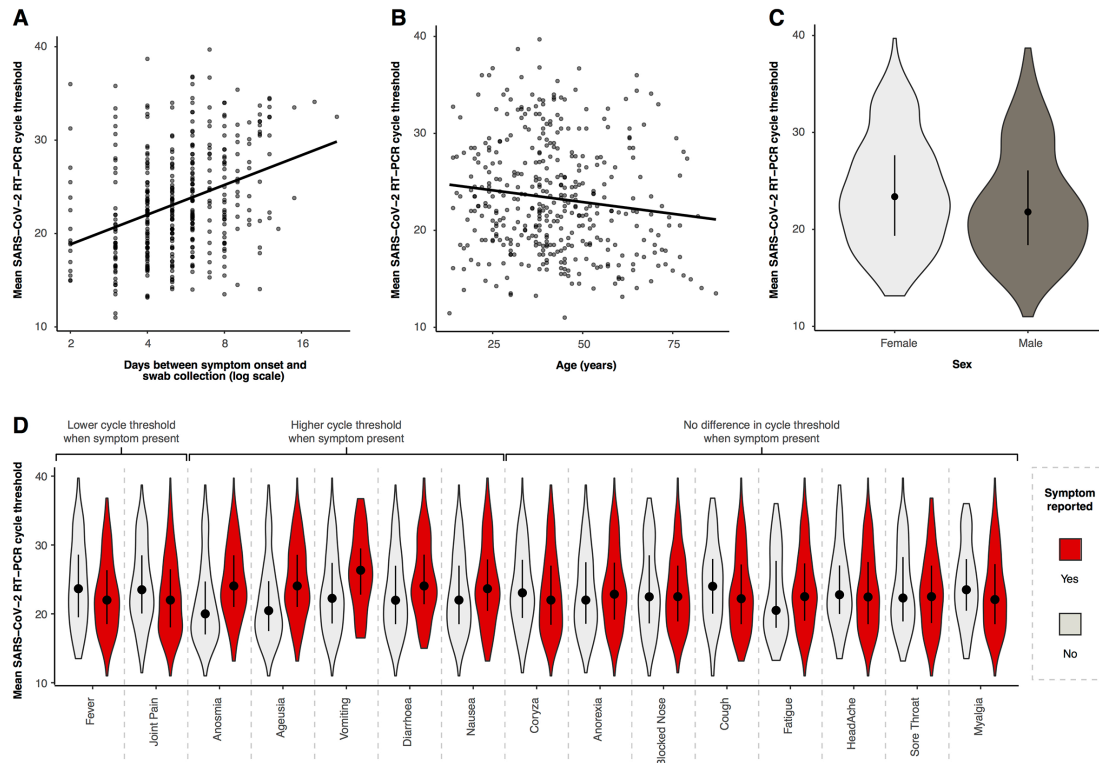 A
B
C
Mean SARS−CoV−2 RT−PCR cycle threshold
40
30
20
10
2
4
8
16
Days between symptom onset and
swab collection (log scale)
Mean SARS−CoV−2 RT−PCR cycle threshold
40
30
20
10
25
50
75
Age (years)
Mean SARS−CoV−2 RT−PCR cycle threshold
40
30
20
10
Female
Male
Sex
D
Lower cycle threshold
when symptom present
Higher cycle threshold
when symptom present
No difference in cycle threshold
when symptom present
Mean SARS−CoV−2 RT−PCR cycle threshold
40
30
20
10
Fever
Joint Pain
Anosmia
Ageusia
Vomiting
Diarrhoea
Nausea
Coryza
Anorexia
Blocked Nose
Cough
Fatigue
HeadAche
Sore Throat
Myalgia
Symptom
reported
Yes
No